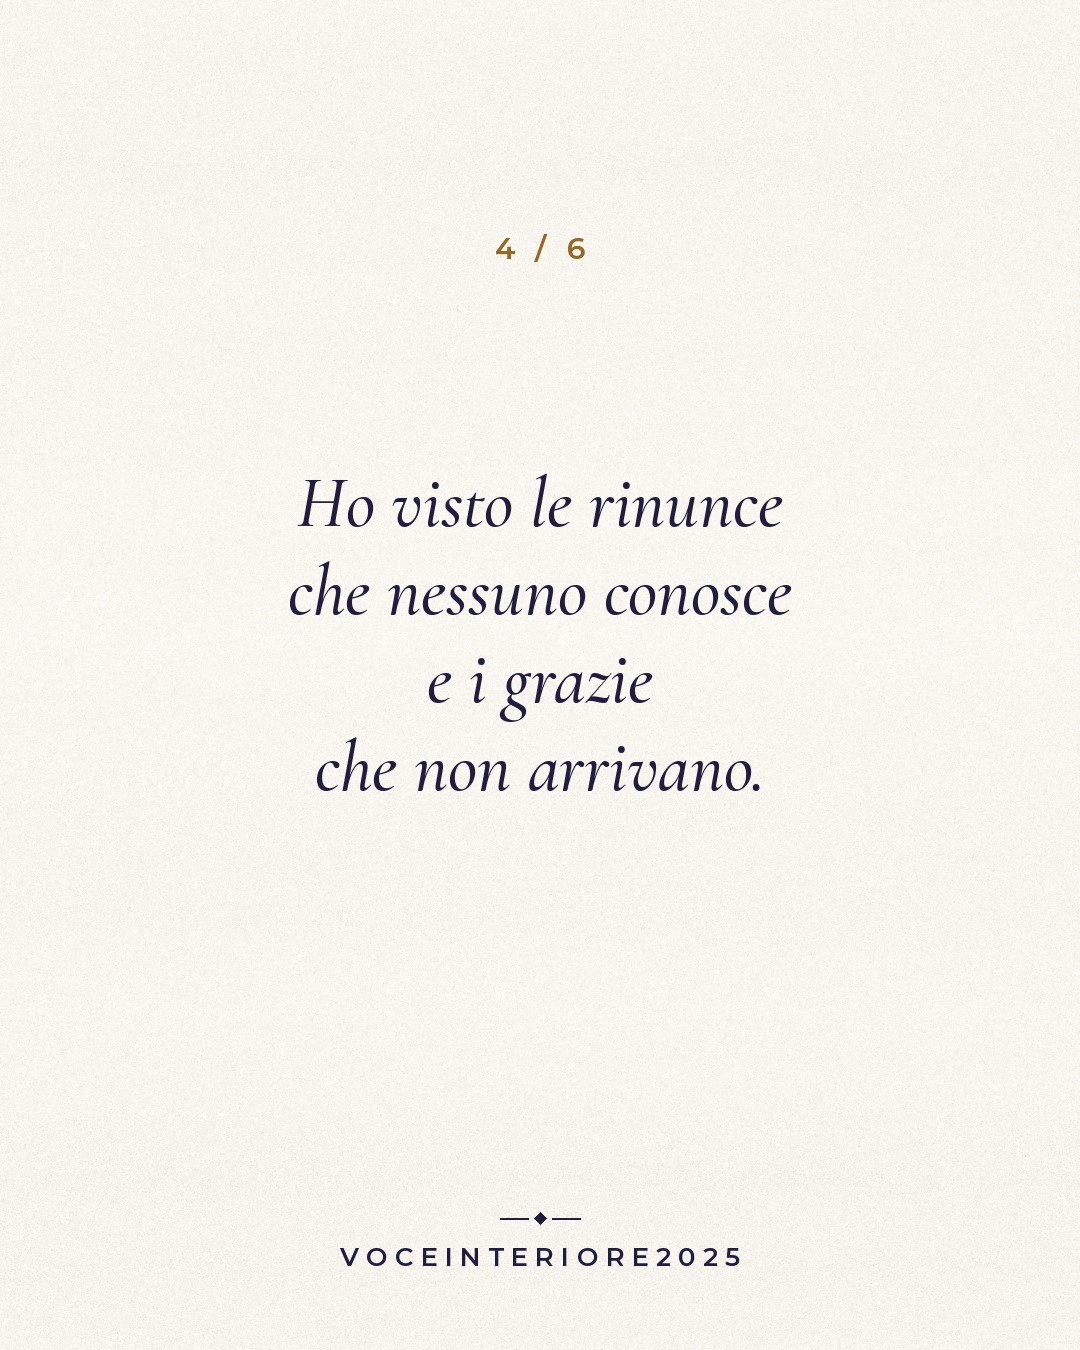 4 / 6
Ho visto le rinunce
che nessuno conosce
e i grazie
che non arrivano.
VOCEINTERIORE2025